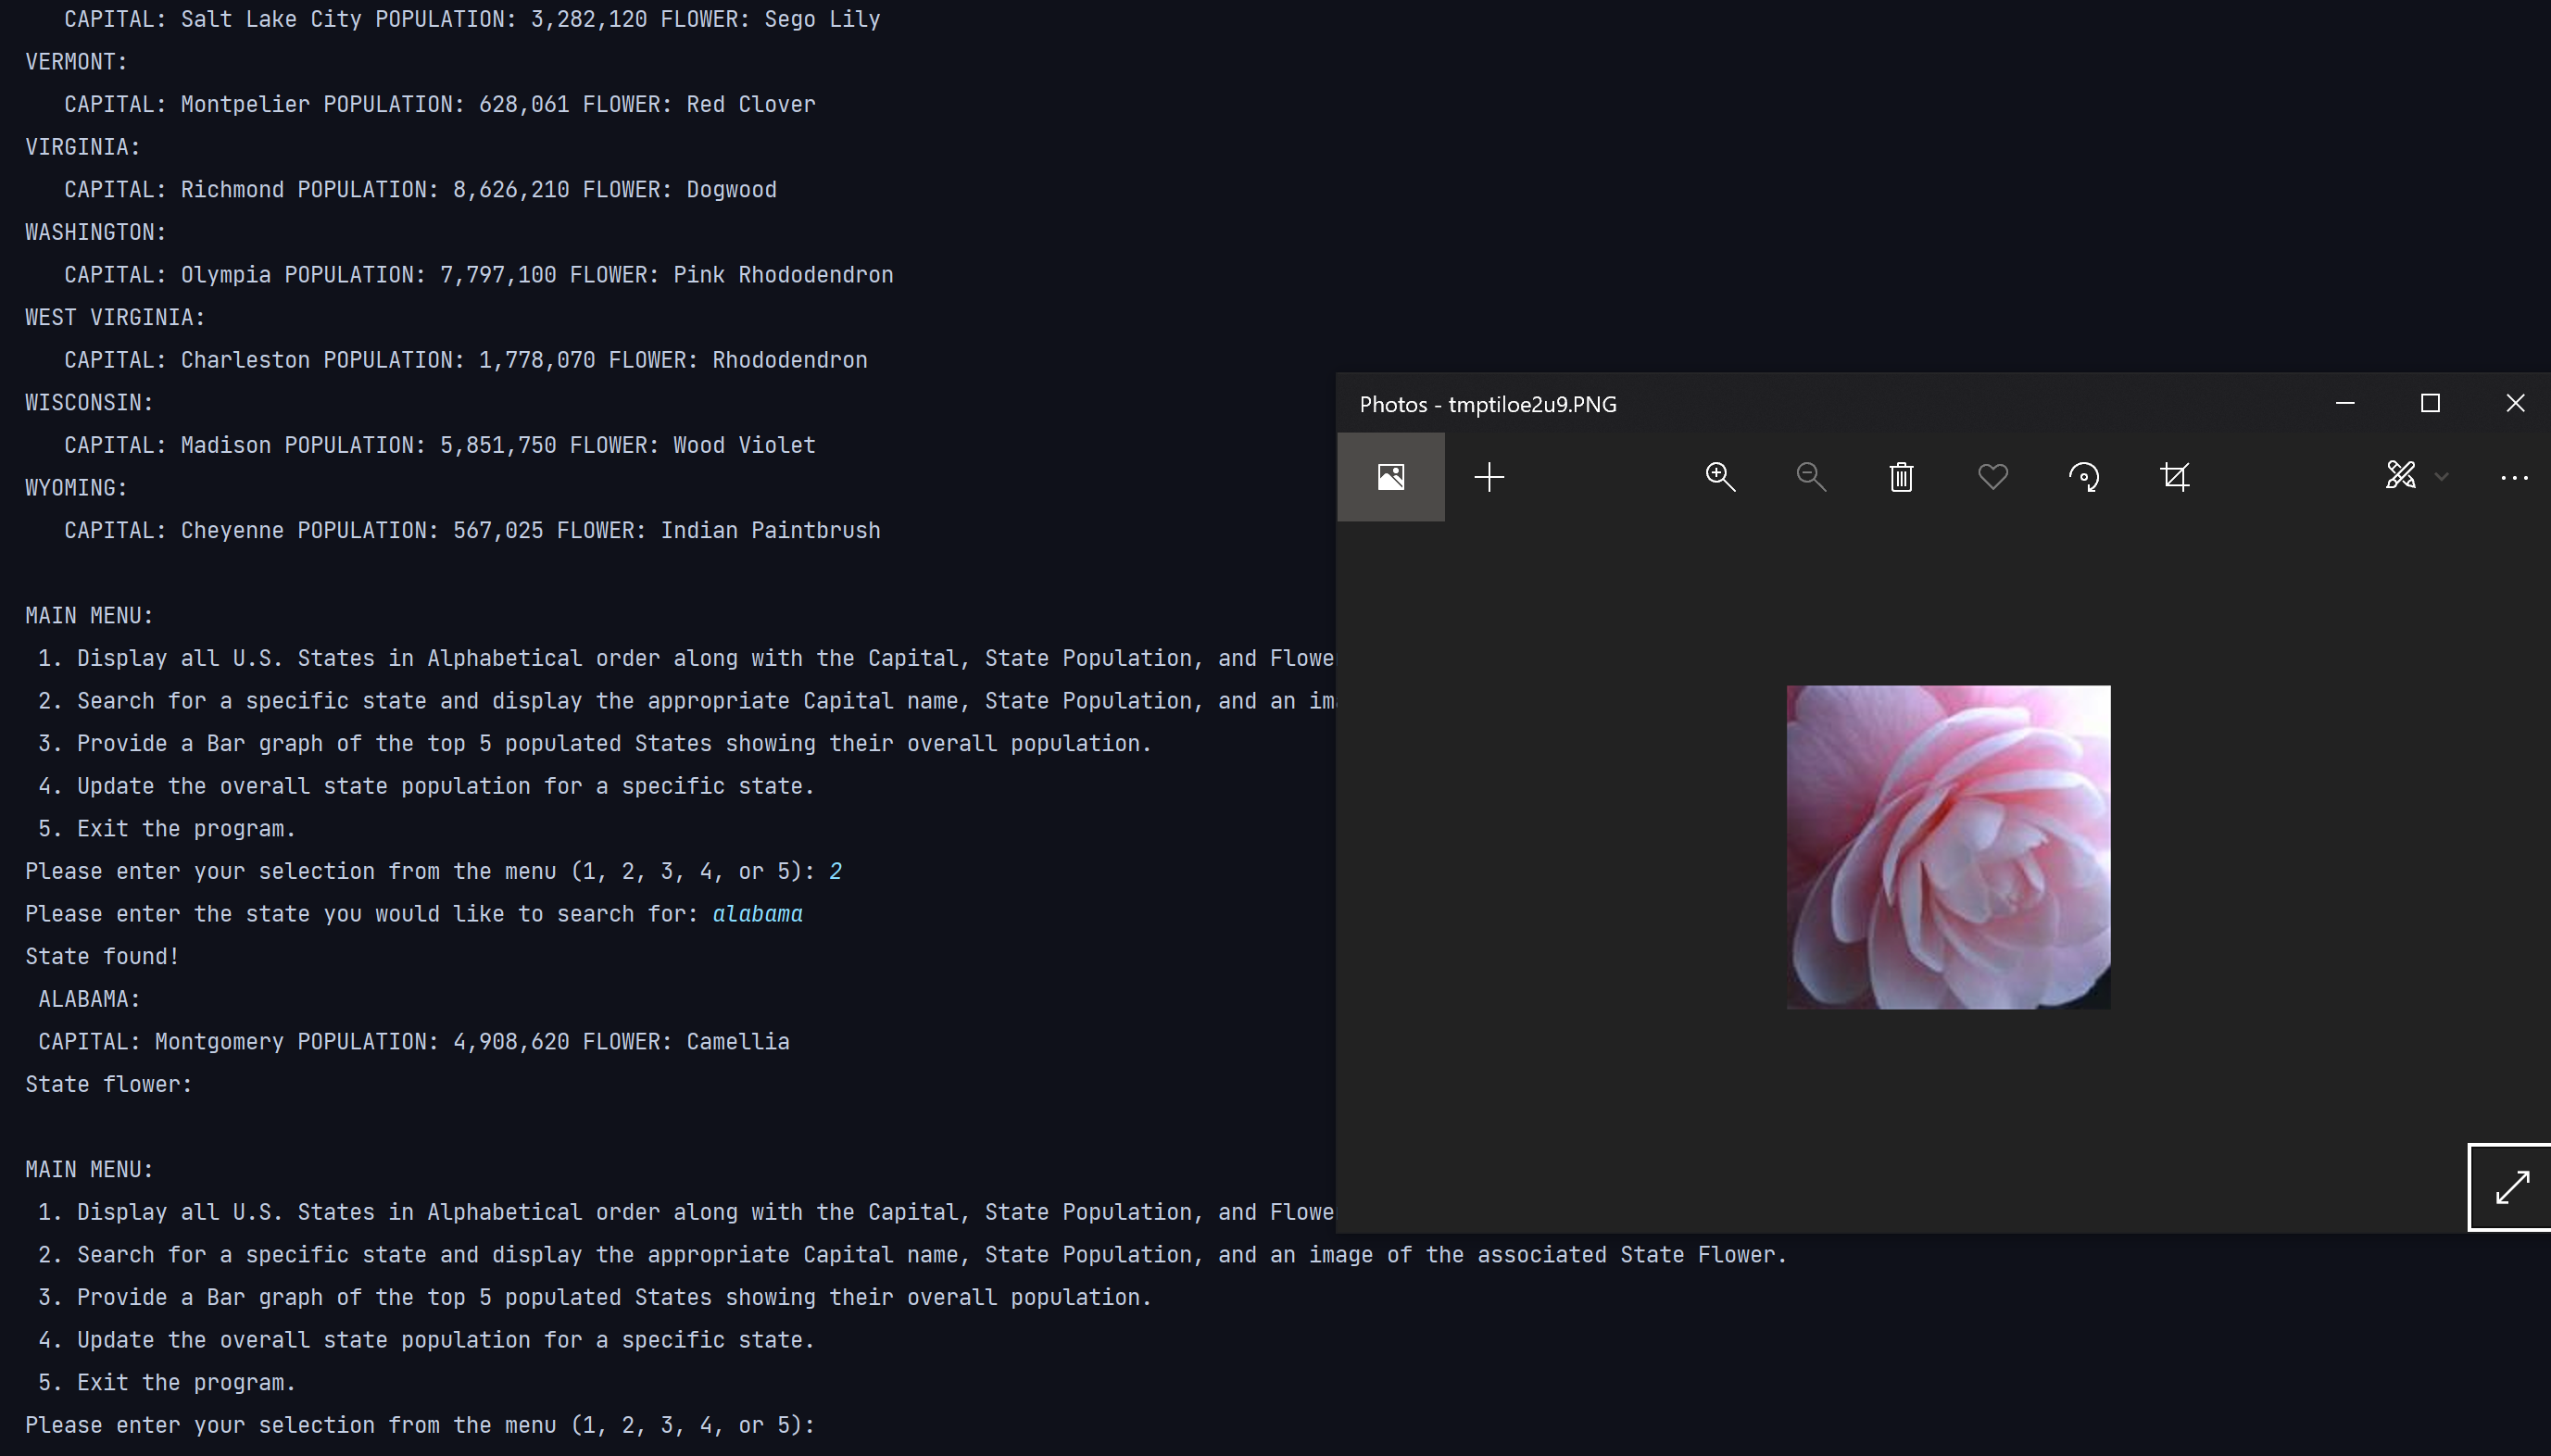 CAPITAL: Salt Lake City POPULATION: 3,282,120 FLOWER: Sego Lily
VERMONT:
CAPITAL: Montpelier POPULATION: 628,061 FLOWER: Red Clover
VIRGINIA:
CAPITAL: Richmond POPULATION: 8,626,210 FLOWER: Dogwood
WASHINGTON:
CAPITAL: Olympia POPULATION: 7,797,100 FLOWER: Pink Rhododendron
WEST VIRGINIA:
CAPITAL: Charleston POPULATION: 1,778,070 FLOWER: Rhododendron
WISCONSIN:
CAPITAL: Madison POPULATION: 5,851,750 FLOWER: Wood Violet
WYOMING:
CAPITAL: Cheyenne POPULATION: 567,025 FLOWER: Indian Paintbrush
MAIN MENU:
1. Display all U.S. States in Alphabetical order along with the Capital, State Population, and Flowe
2. Search for a specific state and display the appropriate Capital name, State Population, and an im
3. Provide a Bar graph of the top 5 populated States showing their overall population.
4. Update the overall state population for a specific state.
5. Exit the program.
Please enter your selection from the menu (1, 2, 3, 4, or 5): 2
Please enter the state you would like to search for: alabama
State found!
ALABAMA:
CAPITAL: Montgomery POPULATION: 4,908,620 FLOWER: Camellia
State flower:
MAIN MENU:
1. Display all U.S. States in Alphabetical order along with the Capital, State Population, and Flowe
2. Search for a specific state and display the appropriate Capital name, State Population, and an image of the associated State Flower.
3. Provide a Bar graph of the top 5 populated States showing their overall population.
4. Update the overall state population for a specific state.
5. Exit the program.
Please enter your selection from the menu (1, 2, 3, 4, or 5):
Photos - tmptiloe2u9.PNG